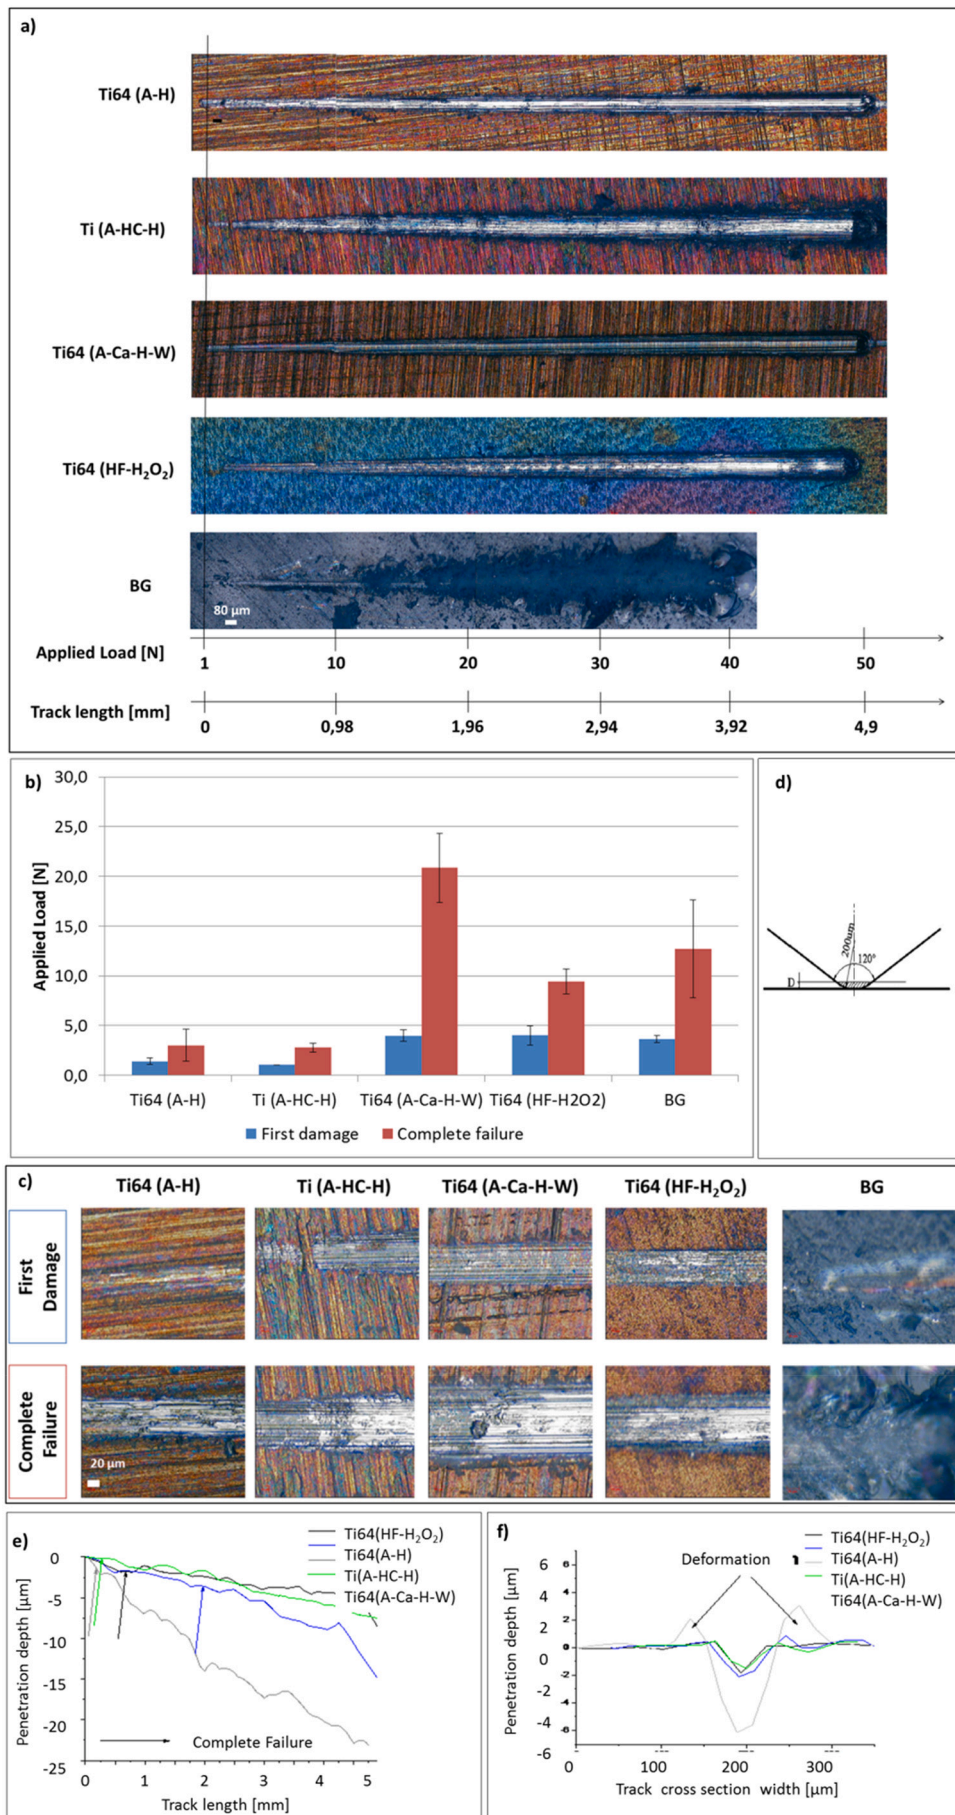 a)
Ti64 (A-H)
Ti (A-HC-H)
Ti64 (A-Ca-H-W)
Ti64 (HF-H₂O₂)
BG
80 µm
Applied Load [N]
1 10 20 30 40 50
Track length [mm]
0 0,98 1,96 2,94 3,92 4,9
b)
30,0
25,0
20,0
15,0
10,0
5,0
0,0
Applied Load [N]
Ti64 (A-H) Ti (A-HC-H) Ti64 (A-Ca-H-W) Ti64 (HF-H2O2) BG
First damage Complete failure
d)
200um
120°
D
c)
Ti64 (A-H) Ti (A-HC-H) Ti64 (A-Ca-H-W) Ti64 (HF-H₂O₂) BG
First
Damage
Complete
Failure
20 µm
e)
Ti64(HF-H₂O₂)
Ti64(A-H)
Ti(A-HC-H)
Ti64(A-Ca-H-W)
0
-5
-10
-15
-20
-25
Penetration depth [µm]
Complete Failure
0 1 2 3 4 5
Track length [mm]
f)
Ti64(HF-H₂O₂)
Ti64(A-H)
Ti(A-HC-H)
Ti64(A-Ca-H-W)
Deformation
6
4
2
0
-2
-4
-6
Penetration depth [µm]
0 100 200 300
Track cross section width [µm]